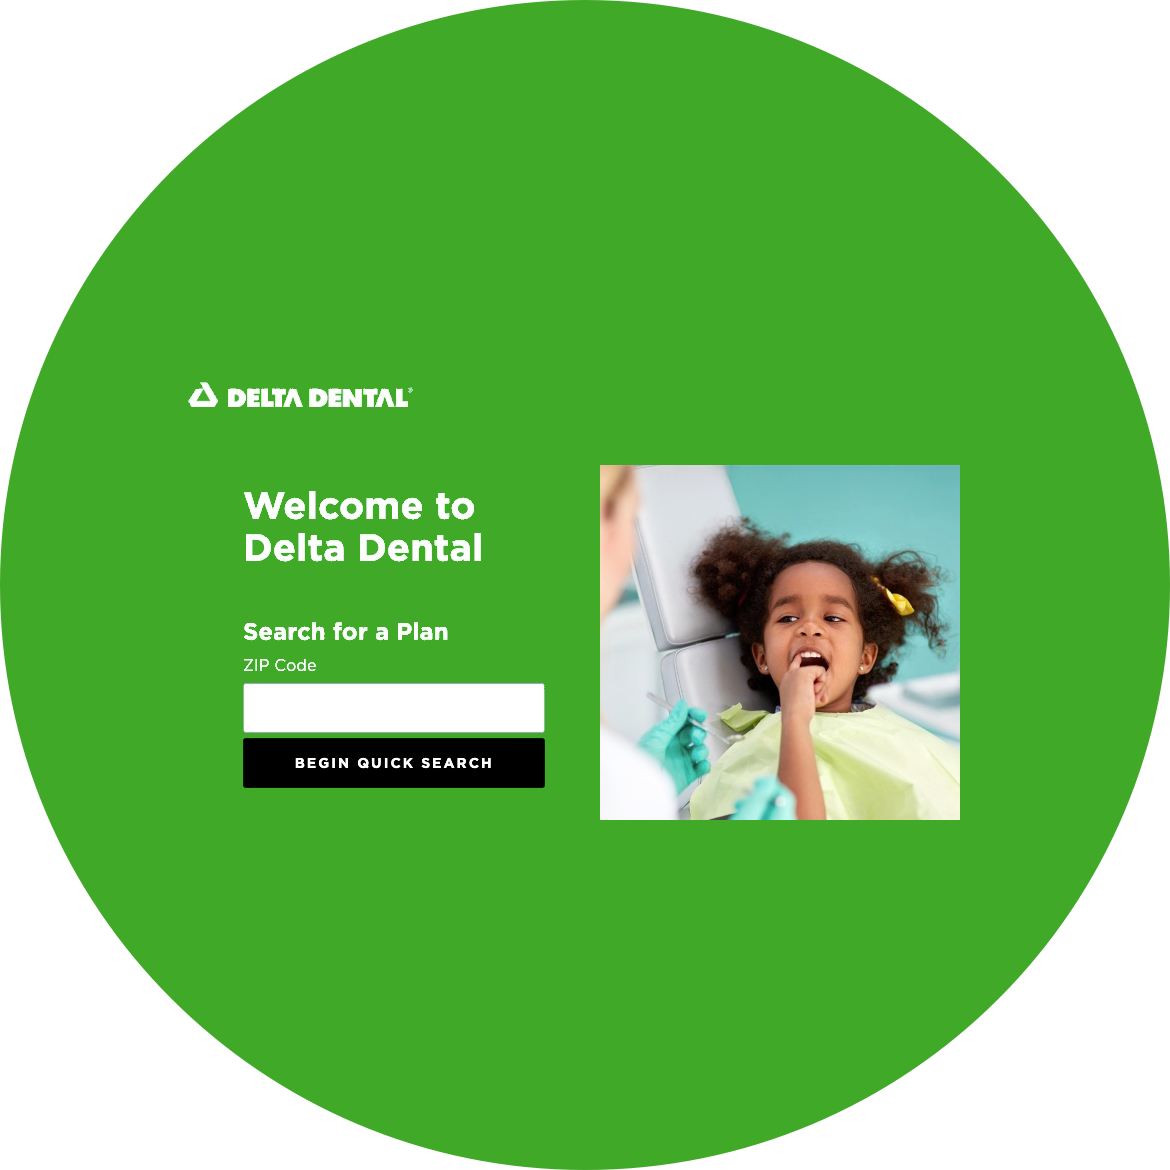 DELTA DENTAL®
Welcome to
Delta Dental
Search for a Plan
ZIP Code
BEGIN QUICK SEARCH